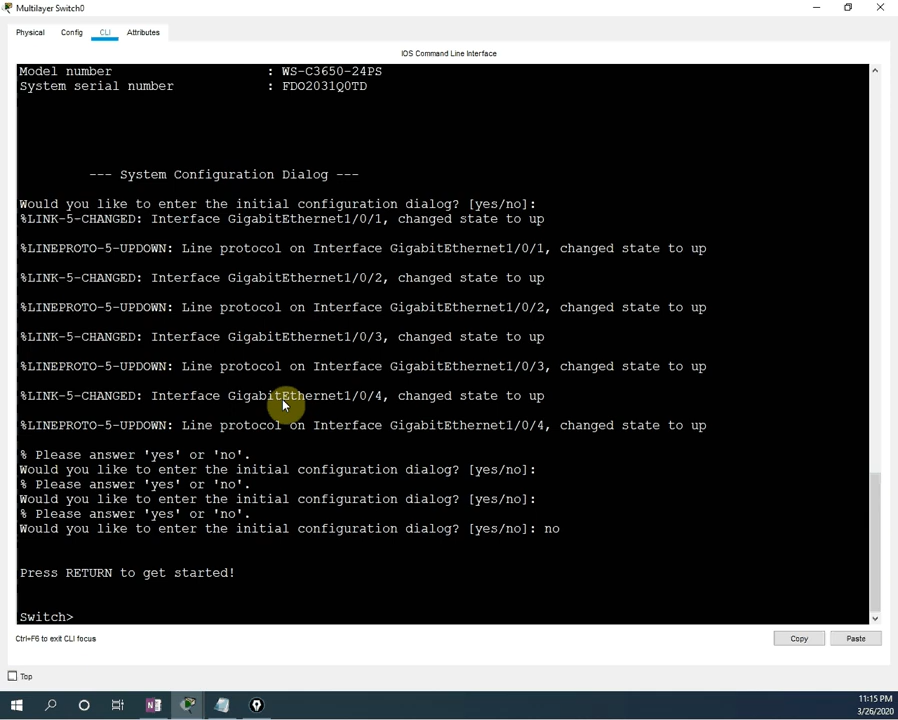 Multilayer Switch0
Physical Config CLI Attributes
IOS Command Line Interface
Model number : WS-C3650-24PS
System serial number : FDO2031Q0TD
--- System Configuration Dialog ---
Would you like to enter the initial configuration dialog? [yes/no]:
%LINK-5-CHANGED: Interface GigabitEthernet1/0/1, changed state to up
%LINEPROTO-5-UPDOWN: Line protocol on Interface GigabitEthernet1/0/1, changed state to up
%LINK-5-CHANGED: Interface GigabitEthernet1/0/2, changed state to up
%LINEPROTO-5-UPDOWN: Line protocol on Interface GigabitEthernet1/0/2, changed state to up
%LINK-5-CHANGED: Interface GigabitEthernet1/0/3, changed state to up
%LINEPROTO-5-UPDOWN: Line protocol on Interface GigabitEthernet1/0/3, changed state to up
%LINK-5-CHANGED: Interface GigabitEthernet1/0/4, changed state to up
%LINEPROTO-5-UPDOWN: Line protocol on Interface GigabitEthernet1/0/4, changed state to up
% Please answer 'yes' or 'no'.
Would you like to enter the initial configuration dialog? [yes/no]:
% Please answer 'yes' or 'no'.
Would you like to enter the initial configuration dialog? [yes/no]:
% Please answer 'yes' or 'no'.
Would you like to enter the initial configuration dialog? [yes/no]: no
Press RETURN to get started!
Switch>
Ctrl+F6 to exit CLI focus
Copy Paste
Top
11:15 PM
3/26/2020